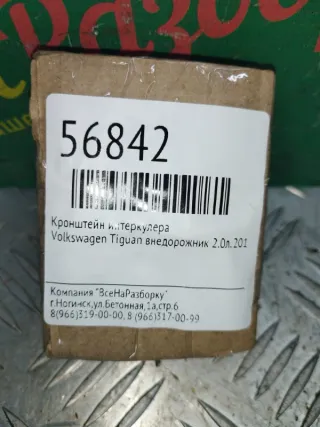 56842
Кронштейн интеркулера
Volkswagen Tiguan внедорожник 2.0л.201
Компания "ВсеНаРазборку"
г.Ногинск,ул.Бетонная,1а,стр.6
8(966)319-00-00, 8(966)317-00-99